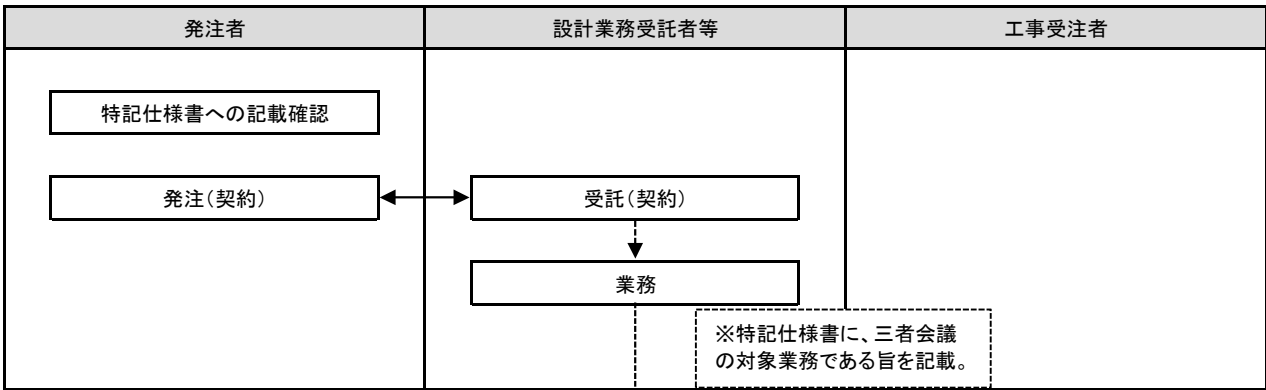 発注者
設計業務受託者等
工事受注者
特記仕様書への記載確認
発注(契約)
受託(契約)
業務
※特記仕様書に、三者会議
の対象業務である旨を記載。